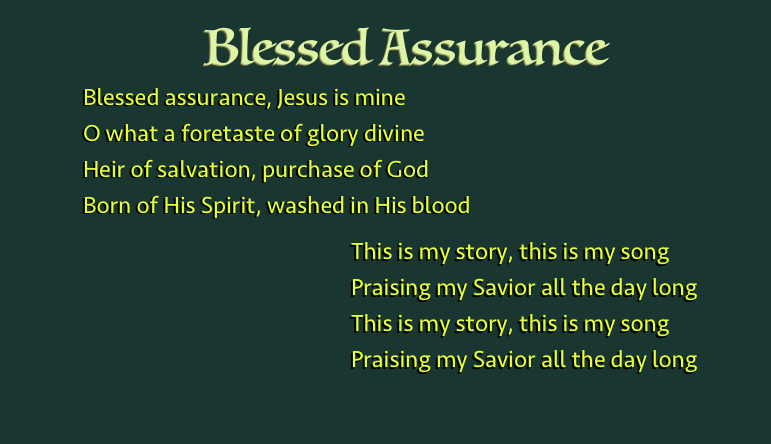 Blessed Assurance
Blessed assurance, Jesus is mine
O what a foretaste of glory divine
Heir of salvation, purchase of God
Born of His Spirit, washed in His blood
This is my story, this is my song
Praising my Savior all the day long
This is my story, this is my song
Praising my Savior all the day long